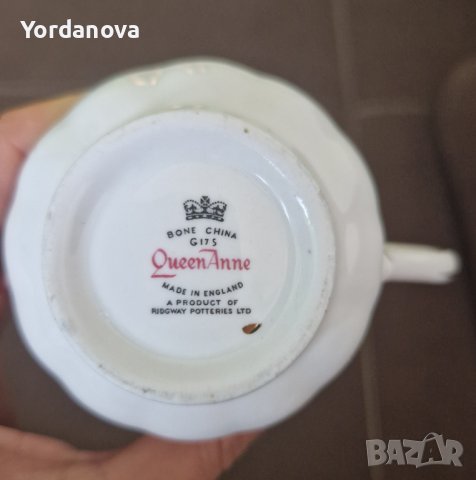 Yordanova
BONE CHINA
G175
Queen Anne
MADE IN ENGLAND
A PRODUCT OF
RIDGWAY POTTERIES LTD
BAZAR